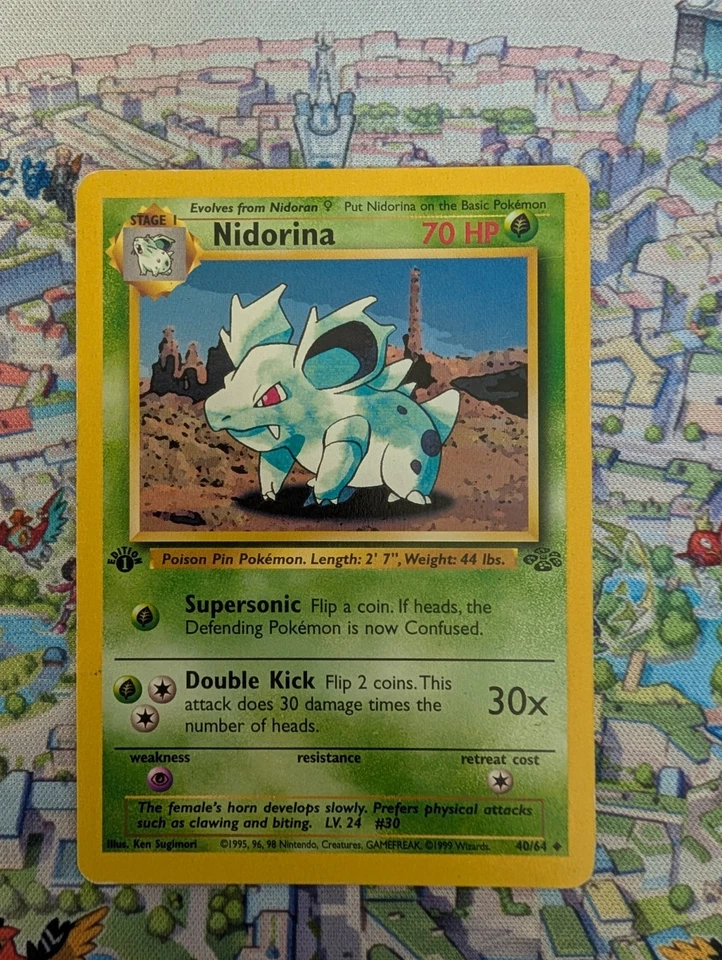 Evolves from Nidoran ♀ Put Nidorina on the Basic Pokémon
STAGE 1
Nidorina
70 HP
EDITION
1
Poison Pin Pokémon. Length: 2' 7", Weight: 44 lbs.
Supersonic Flip a coin. If heads, the
Defending Pokémon is now Confused.
Double Kick Flip 2 coins. This
attack does 30 damage times the
number of heads.
30x
weakness resistance retreat cost
The female's horn develops slowly. Prefers physical attacks
such as clawing and biting. LV. 24 #30
Illus. Ken Sugimori ©1995, 96, 98 Nintendo, Creatures, GAMEFREAK. ©1999 Wizards. 40/64